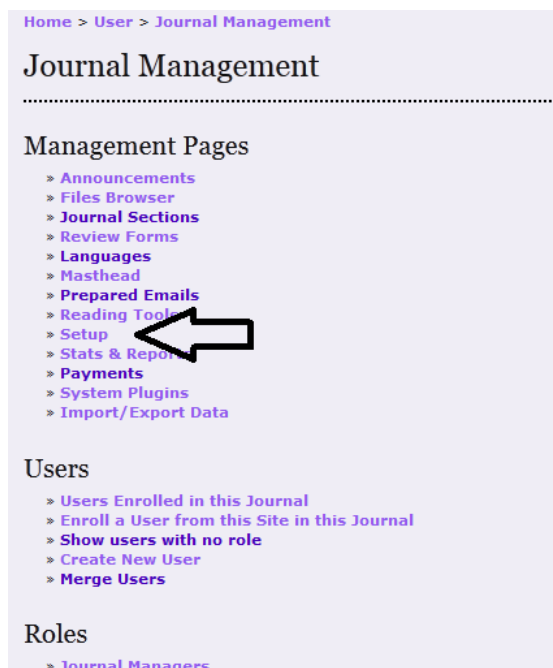 Home > User > Journal Management
Journal Management
Management Pages
» Announcements
» Files Browser
» Journal Sections
» Review Forms
» Languages
» Masthead
» Prepared Emails
» Reading Tools
» Setup
» Stats & Reports
» Payments
» System Plugins
» Import/Export Data
Users
» Users Enrolled in this Journal
» Enroll a User from this Site in this Journal
» Show users with no role
» Create New User
» Merge Users
Roles
» Journal Managers